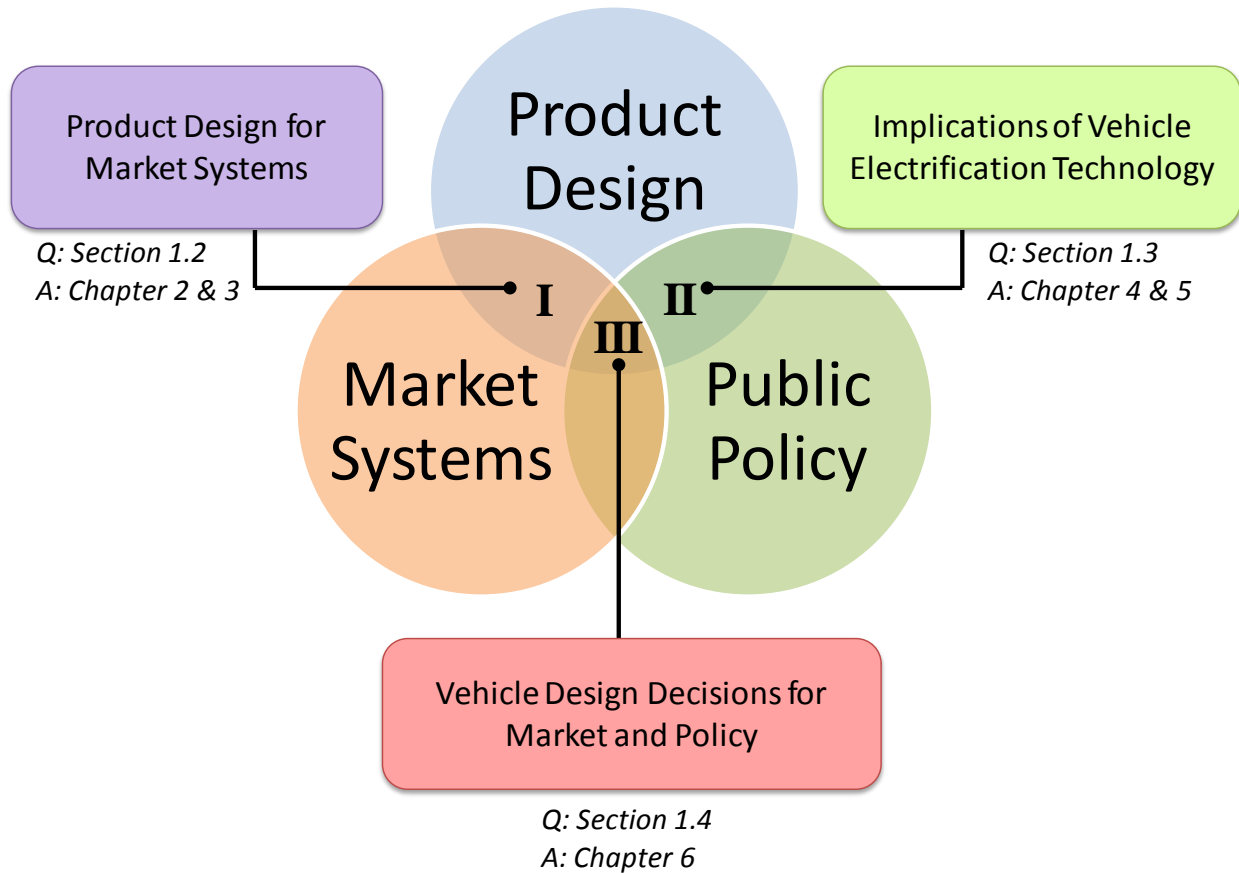 Product
Design
Product Design for
Market Systems
Implications of Vehicle
Electrification Technology
Q: Section 1.2
A: Chapter 2 & 3
Q: Section 1.3
A: Chapter 4 & 5
I
II
III
Market
Systems
Public
Policy
Vehicle Design Decisions for
Market and Policy
Q: Section 1.4
A: Chapter 6